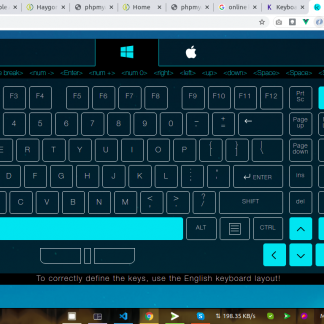 Haygo
phpmy
Home
phpmy
online
Keyboa
break> <num -> <Enter> <num +> <num 0> <right> <left> <up> <down> <Space> <Space>
F3 F4 F5 F6 F7 F8 F9 F10 F11 F12 Prt Sc
4 5 6 7 8 9 0 - _ + = ← Page up
E R T Y U I O P { [ } ] | \ Page down
D F G H J K L : ; " ' ↵ ENTER ins
C V B N M < , > . ? / SHIFT del
ALT CTRL
To correctly define the keys, use the English keyboard layout!
198.35 KB/s